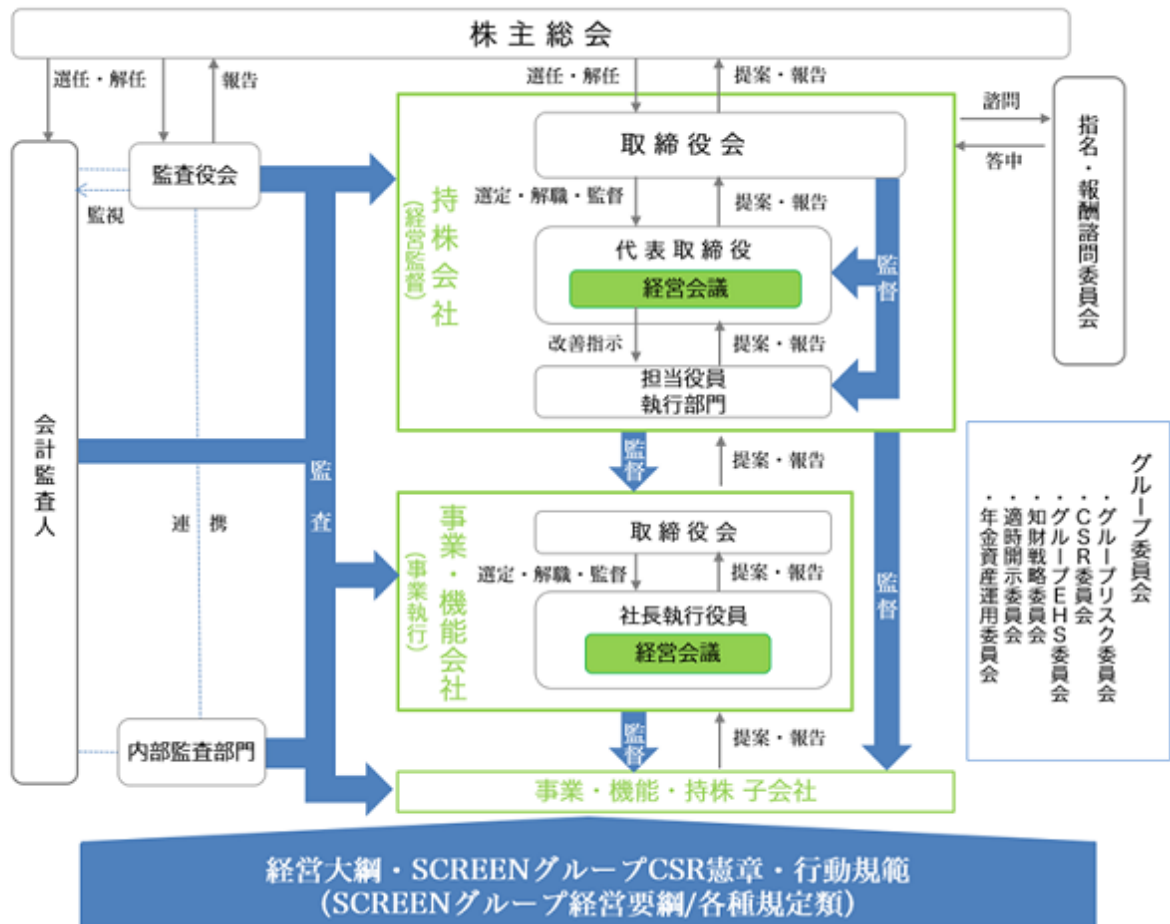 株主総会
選任・解任
報告
選任・解任
提案・報告
諮問
答申
指名・報酬諮問委員会
会計監査人
監査役会
監視
持株会社
(経営監督)
取締役会
選定・解職・監督
提案・報告
代表取締役
経営会議
監督
改善指示
提案・報告
担当役員
執行部門
監査
連携
監督
提案・報告
監督
事業・機能会社
(事業執行)
取締役会
選定・解職・監督
提案・報告
社長執行役員
経営会議
グループ委員会
・グループリスク委員会
・CSR委員会
・グループEHS委員会
・知財戦略委員会
・適時開示委員会
・年金資産運用委員会
内部監査部門
監督
提案・報告
事業・機能・持株 子会社
経営大綱・SCREENグループCSR憲章・行動規範
(SCREENグループ経営要綱/各種規定類)